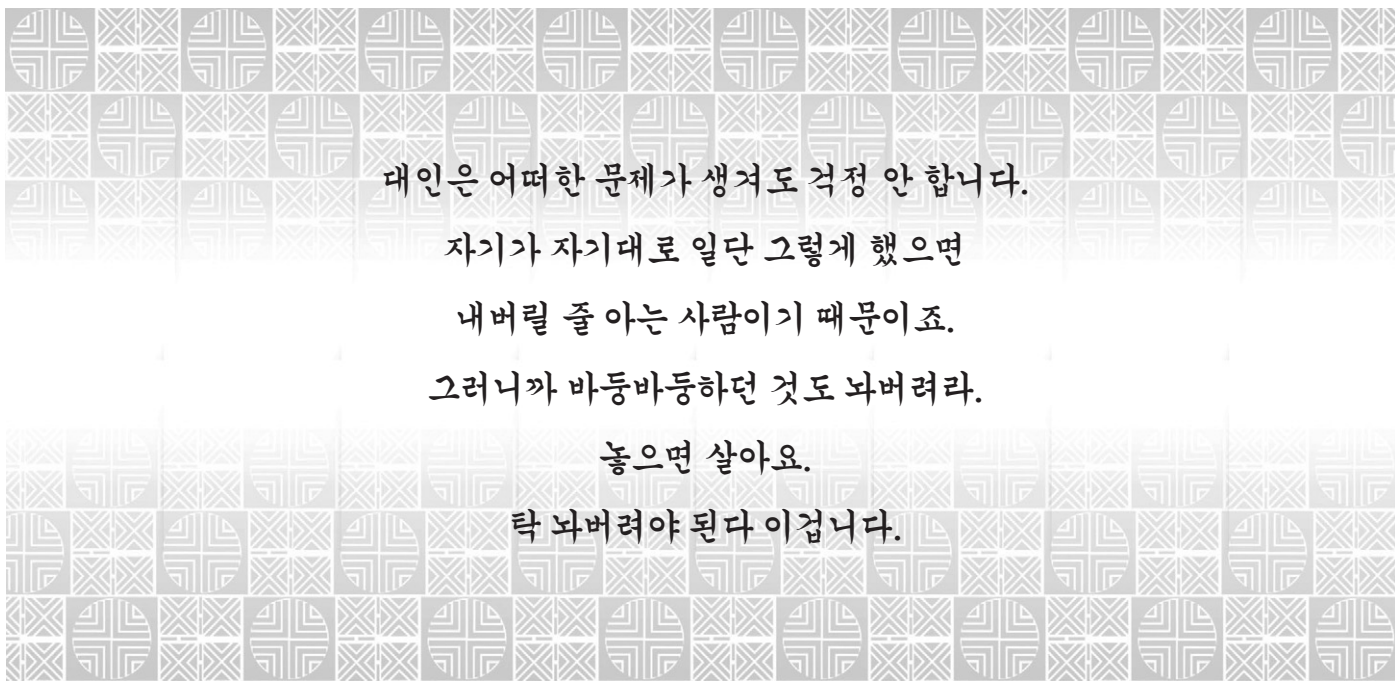 대인은 어떠한 문제가 생겨도 걱정 안 합니다.
자기가 자기대로 일단 그렇게 했으면
내버릴 줄 아는 사람이기 때문이죠.
그러니까 바둥바둥하던 것도 놔버려라.
놓으면 살아요.
탁 놔버려야 된다 이겁니다.